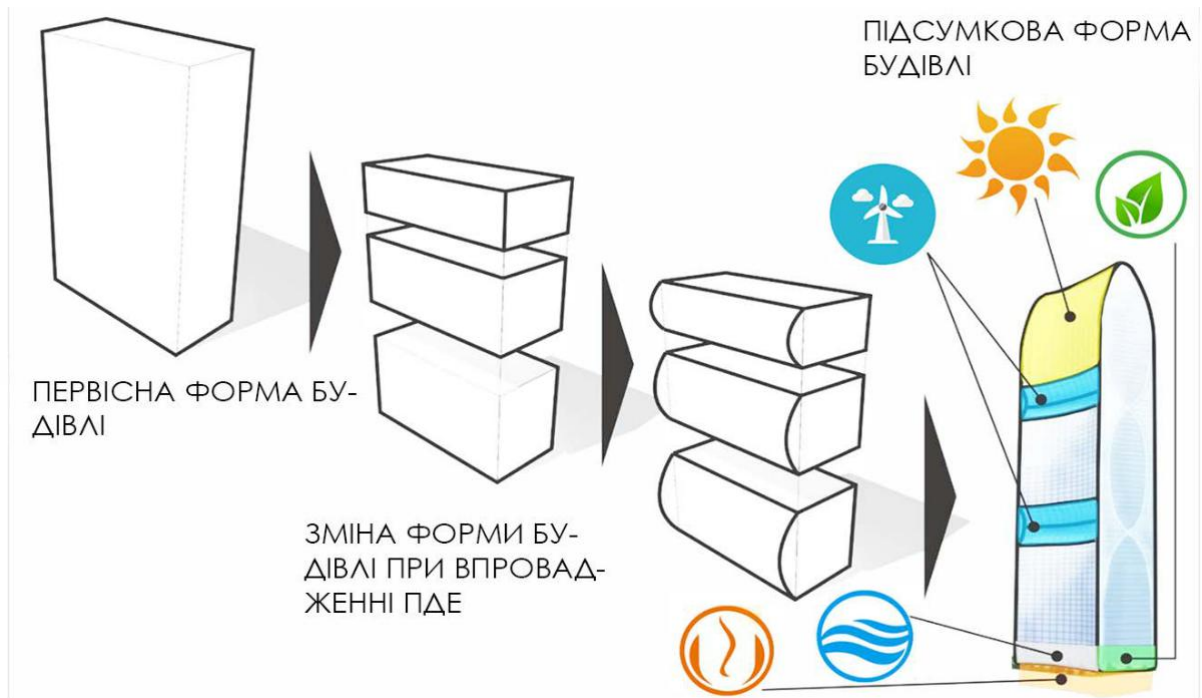 ПІДСУМКОВА ФОРМА
БУДІВЛІ
ПЕРВІСНА ФОРМА БУ-
ДІВЛІ
ЗМІНА ФОРМИ БУ-
ДІВЛІ ПРИ ВПРОВАД-
ЖЕННІ ПДЕ